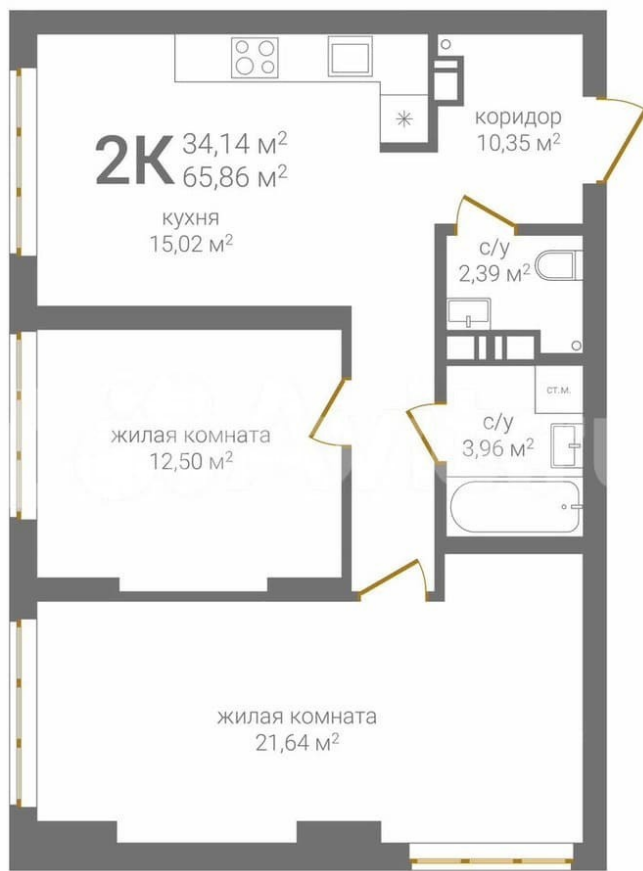 2К
34,14 м²
65,86 м²
кухня
15,02 м²
коридор
10,35 м²
с/у
2,39 м²
ст.м.
с/у
3,96 м²
жилая комната
12,50 м²
жилая комната
21,64 м²